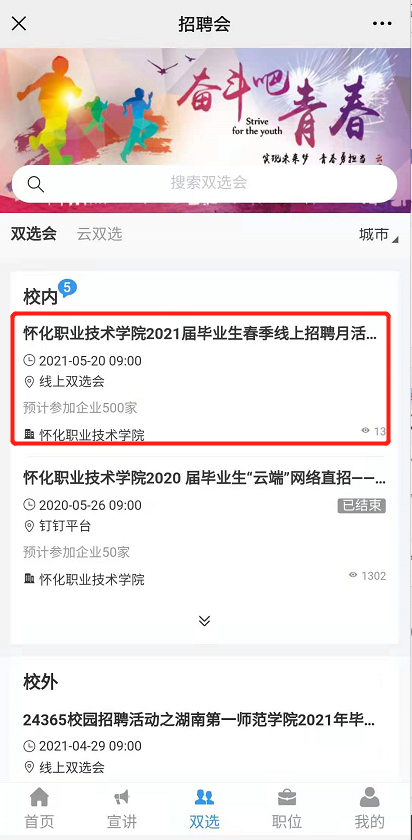 招聘会
奋斗吧
青春
Strive
for the youth
实现未来梦 青春勇担当
搜索双选会
双选会 云双选 城市
校内 5
怀化职业技术学院2021届毕业生春季线上招聘月活...
2021-05-20 09:00
线上双选会
预计参加企业500家
怀化职业技术学院 13
怀化职业技术学院2020 届毕业生“云端”网络直招——...
2020-05-26 09:00 已结束
钉钉平台
预计参加企业50家
怀化职业技术学院 1302
校外
24365校园招聘活动之湖南第一师范学院2021年毕...
2021-04-29 09:00
线上双选会
首页 宣讲 双选 职位 我的